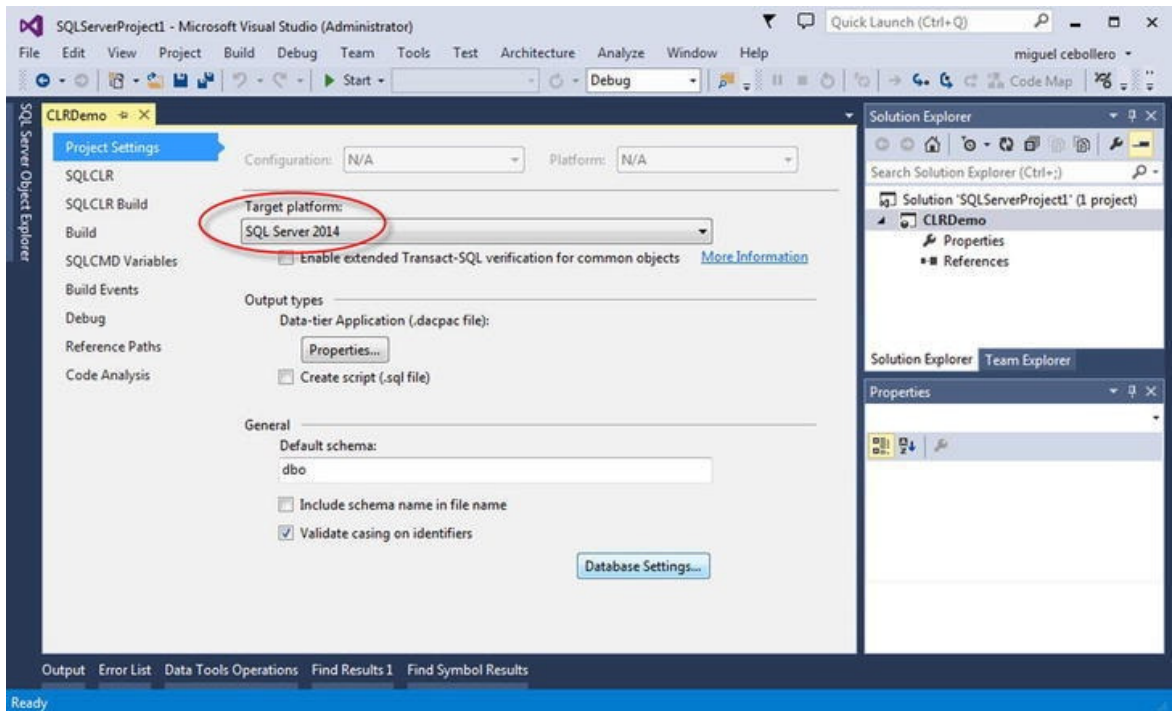 SQLServerProject1 - Microsoft Visual Studio (Administrator)
Quick Launch (Ctrl+Q)
File Edit View Project Build Debug Team Tools Test Architecture Analyze Window Help
miguel cebollero
Start
Debug
Code Map
SQL Server Object Explorer
CLRDemo
Project Settings
SQLCLR
SQLCLR Build
Build
SQLCMD Variables
Build Events
Debug
Reference Paths
Code Analysis
Configuration: N/A Platform: N/A
Target platform:
SQL Server 2014
Enable extended Transact-SQL verification for common objects More Information
Output types
Data-tier Application (.dacpac file):
Properties...
Create script (.sql file)
General
Default schema:
dbo
Include schema name in file name
Validate casing on identifiers
Database Settings...
Solution Explorer
Search Solution Explorer (Ctrl+;)
Solution 'SQLServerProject1' (1 project)
CLRDemo
Properties
References
Solution Explorer Team Explorer
Properties
Output Error List Data Tools Operations Find Results 1 Find Symbol Results
Ready